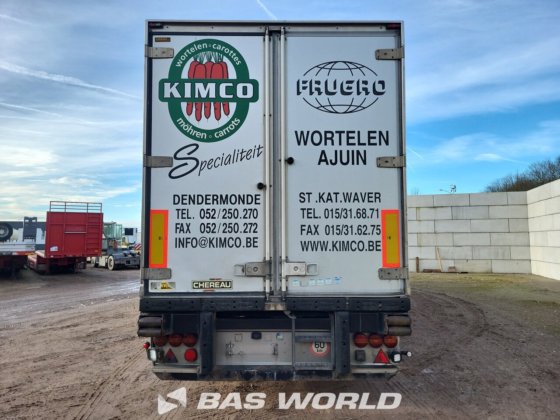 wortelen - carottes
KIMCO
möhren - carrots
Specialiteit
DENDERMONDE
TEL. 052/250.270
FAX 052/250.272
INFO@KIMCO.BE
CHEREAU
FRUGRO
WORTELEN
AJUIN
ST.KAT.WAVER
TEL. 015/31.68.71
FAX 015/31.62.75
WWW.KIMCO.BE
60
BAS WORLD